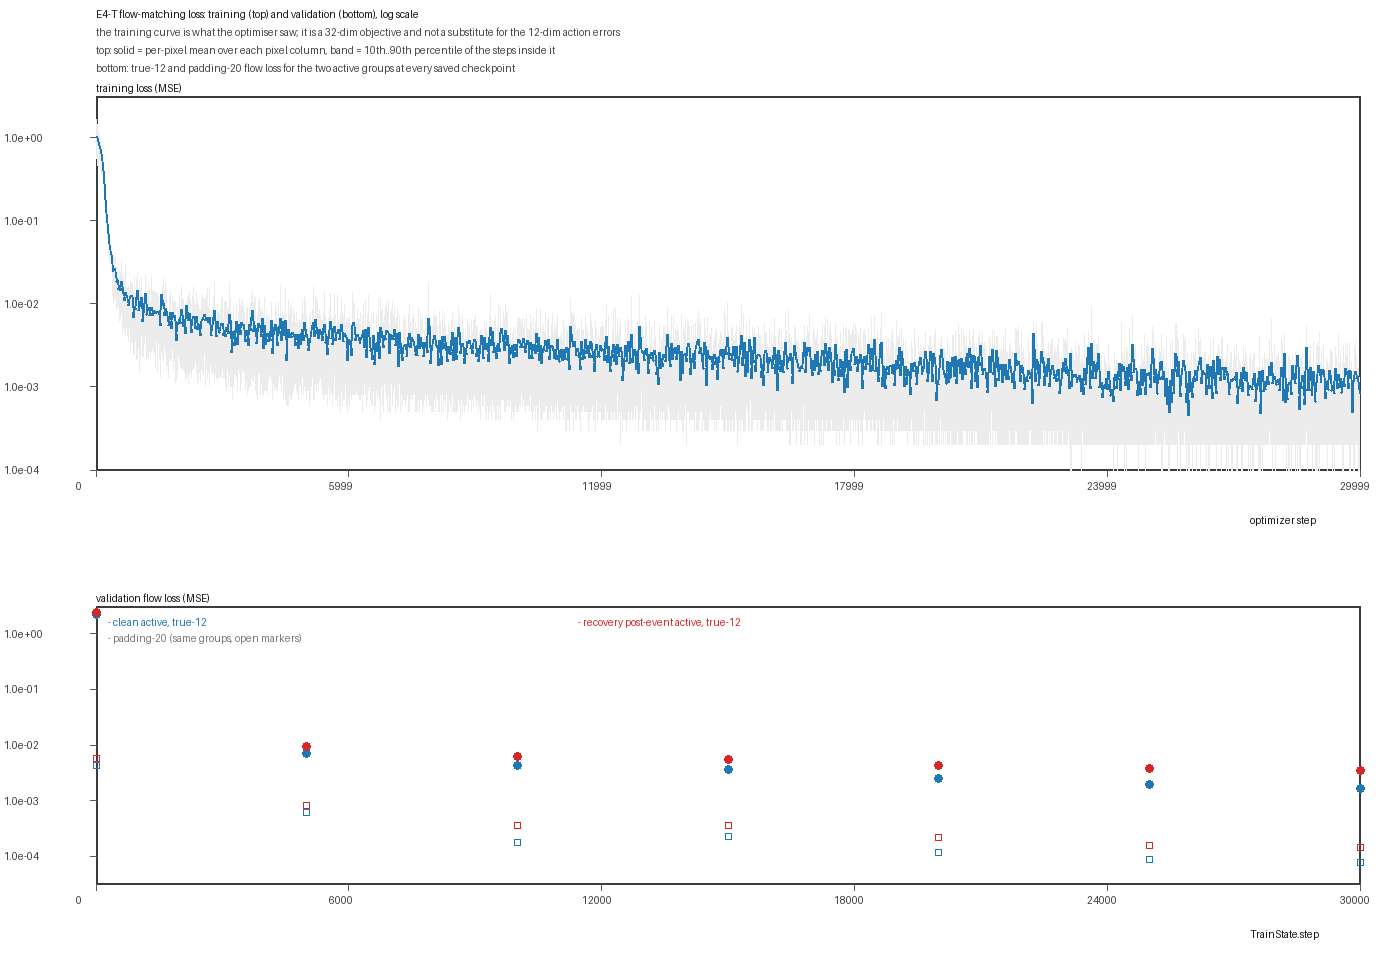 E4-T flow-matching loss: training (top) and validation (bottom), log scale
the training curve is what the optimiser saw; it is a 32-dim objective and not a substitute for the 12-dim action errors
top: solid = per-pixel mean over each pixel column, band = 10th..90th percentile of the steps inside it
bottom: true-12 and padding-20 flow loss for the two active groups at every saved checkpoint
training loss (MSE)
1.0e+00
1.0e-01
1.0e-02
1.0e-03
1.0e-04
0 5999 11999 17999 23999 29999
optimizer step
validation flow loss (MSE)
- clean active, true-12 - recovery post-event active, true-12
- padding-20 (same groups, open markers)
1.0e+00
1.0e-01
1.0e-02
1.0e-03
1.0e-04
0 6000 12000 18000 24000 30000
TrainState.step